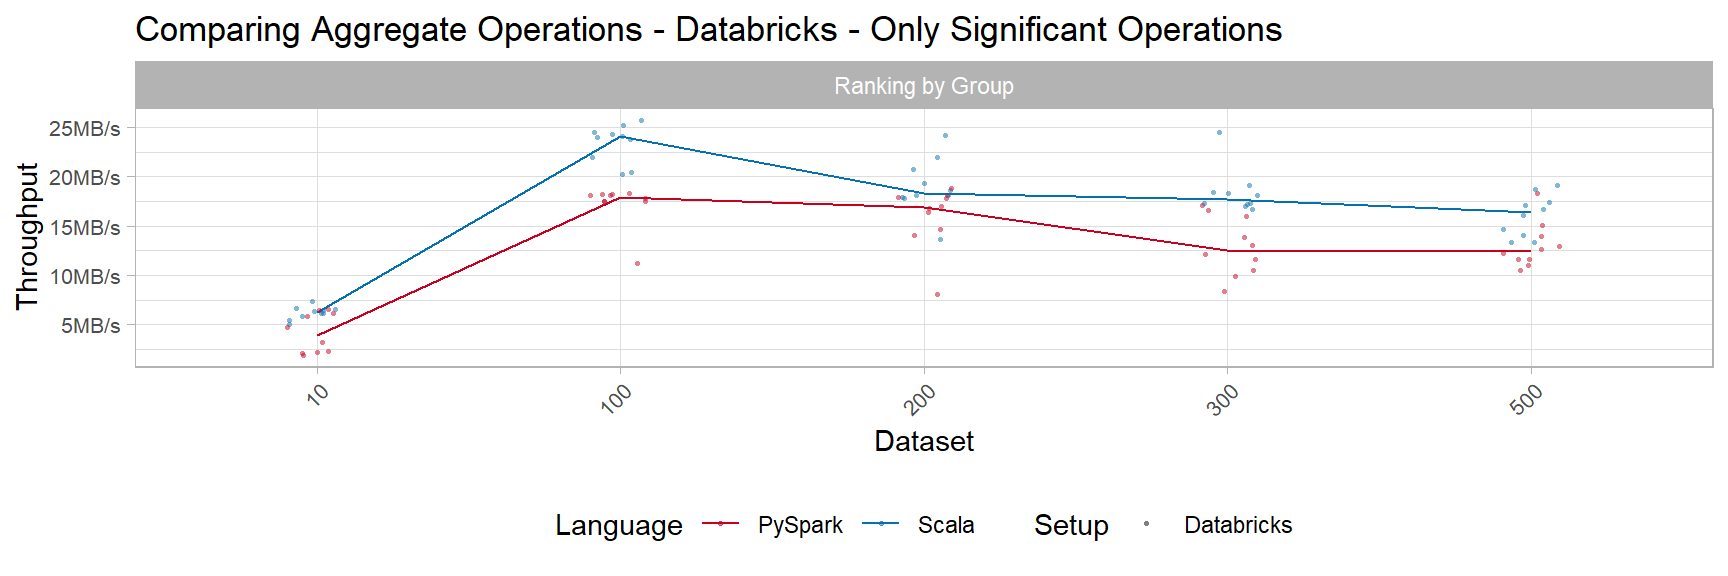 Comparing Aggregate Operations - Databricks - Only Significant Operations
Ranking by Group
Throughput
25MB/s
20MB/s
15MB/s
10MB/s
5MB/s
10
100
200
300
500
Dataset
Language PySpark Scala Setup Databricks